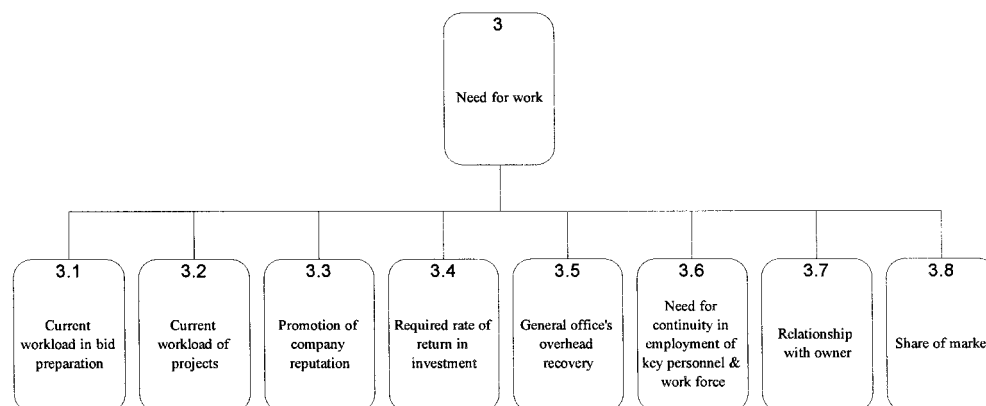 3
Need for work
3.1
Current
workload in bid
preparation
3.2
Current
workload of
projects
3.3
Promotion of
company
reputation
3.4
Required rate of
return in
investment
3.5
General office's
overhead
recovery
3.6
Need for
continuity in
employment of
key personnel &
work force
3.7
Relationship
with owner
3.8
Share of marke